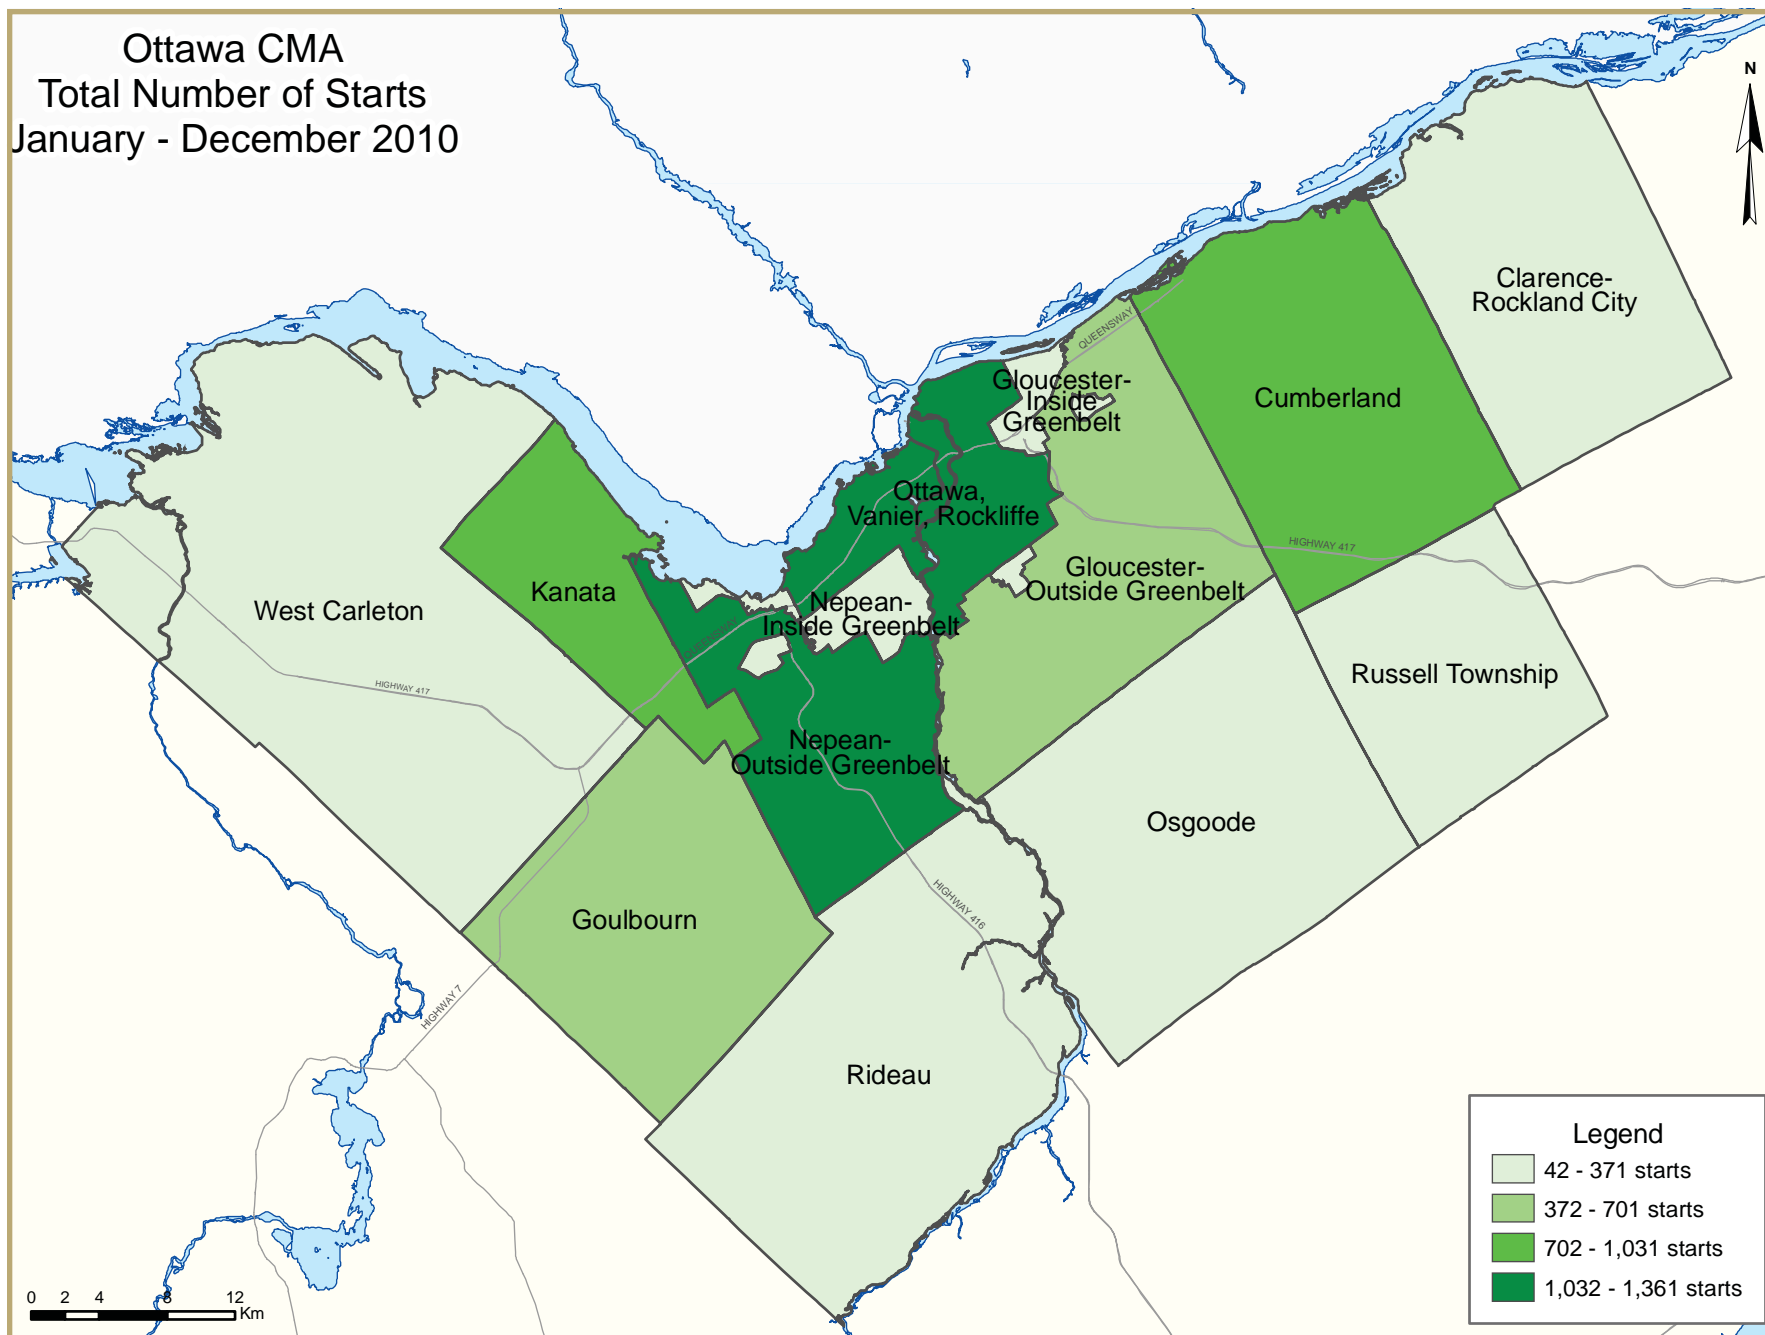 Ottawa CMA
Total Number of Starts
January - December 2010
N
Clarence-
Rockland City
QUEENSWAY
Gloucester-
Inside
Greenbelt
Cumberland
Ottawa,
Vanier, Rockliffe
HIGHWAY 417
Gloucester-
Outside Greenbelt
Kanata
West Carleton
Nepean-
Inside Greenbelt
QUEENSWAY
Russell Township
HIGHWAY 417
Nepean-
Outside Greenbelt
Osgoode
Goulbourn
HIGHWAY 416
HIGHWAY 7
Rideau
Legend
42 - 371 starts
372 - 701 starts
702 - 1,031 starts
1,032 - 1,361 starts
0 2 4 8 12
Km